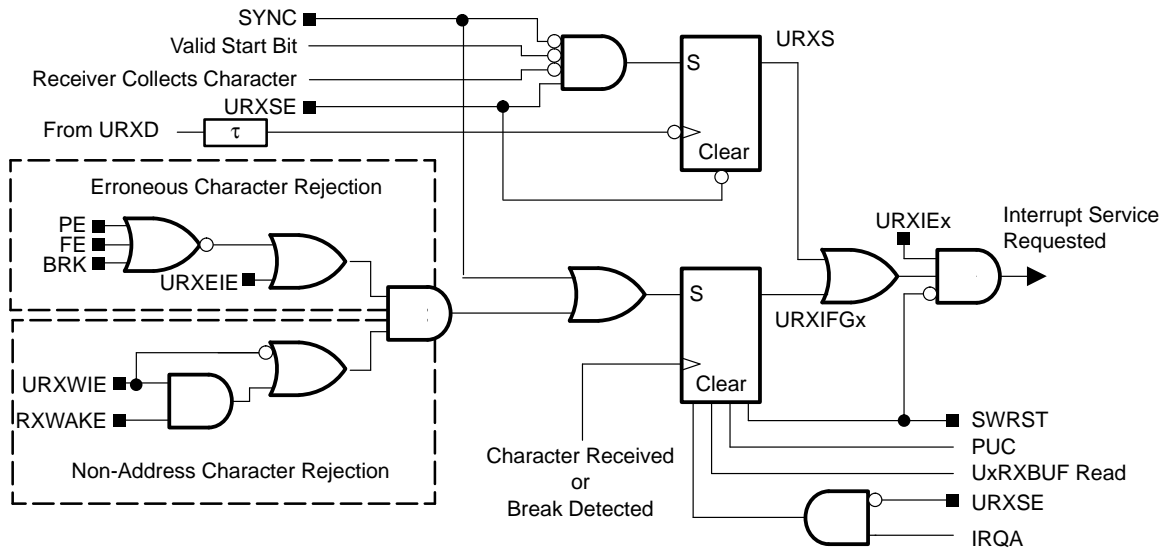 SYNC
Valid Start Bit
Receiver Collects Character
URXSE
From URXD
τ
S
Clear
URXS
Erroneous Character Rejection
PE
FE
BRK
URXEIE
URXWIE
RXWAKE
Non-Address Character Rejection
S
Clear
URXIFGx
URXIEx
Interrupt Service
Requested
Character Received
or
Break Detected
SWRST
PUC
UxRXBUF Read
URXSE
IRQA